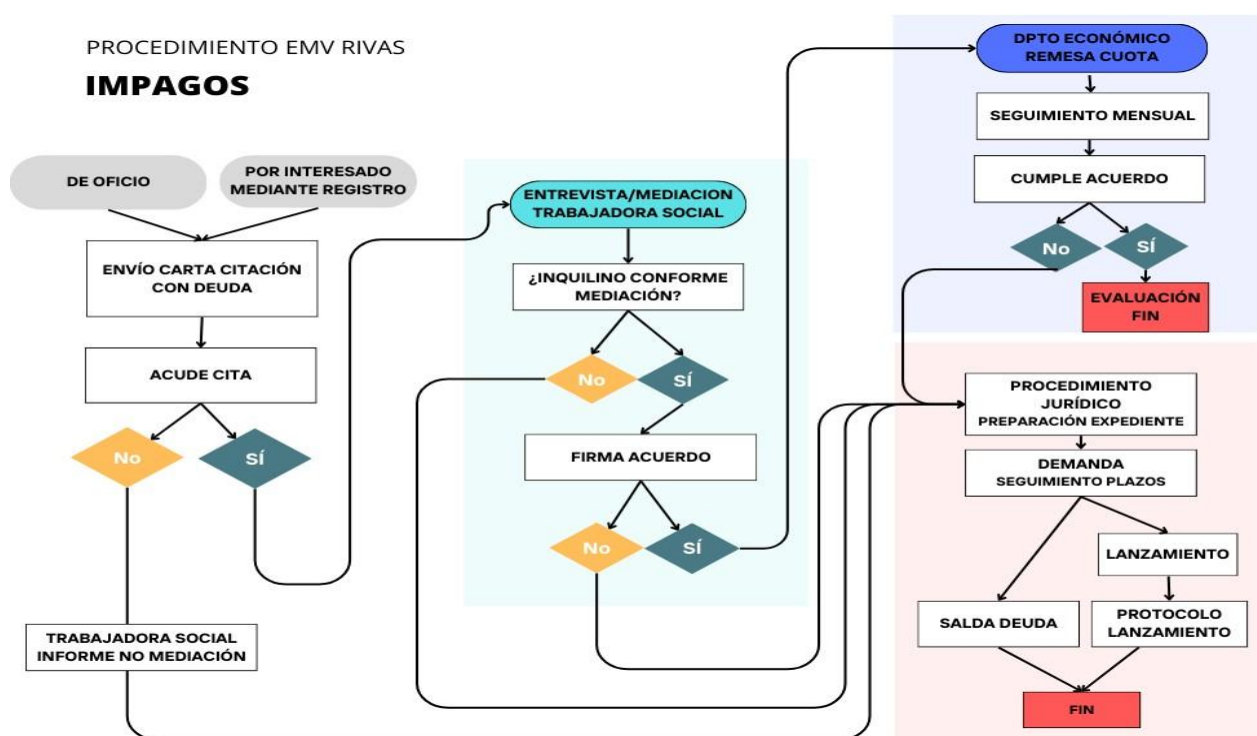 PROCEDIMIENTO EMV RIVAS
IMPAGOS
DE OFICIO
POR INTERESADO
MEDIANTE REGISTRO
ENVÍO CARTA CITACIÓN
CON DEUDA
ACUDE CITA
No
SÍ
TRABAJADORA SOCIAL
INFORME NO MEDIACIÓN
ENTREVISTA/MEDIACION
TRABAJADORA SOCIAL
¿INQUILINO CONFORME
MEDIACIÓN?
No
SÍ
FIRMA ACUERDO
No
SÍ
DPTO ECONÓMICO
REMESA CUOTA
SEGUIMIENTO MENSUAL
CUMPLE ACUERDO
No
SÍ
EVALUACIÓN
FIN
PROCEDIMIENTO
JURÍDICO
PREPARACIÓN EXPEDIENTE
DEMANDA
SEGUIMIENTO PLAZOS
LANZAMIENTO
SALDA DEUDA
PROTOCOLO
LANZAMIENTO
FIN